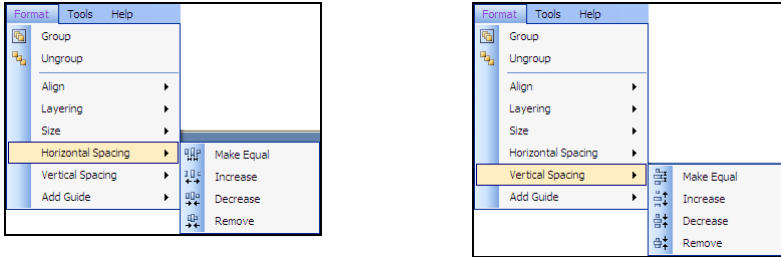 Format Tools Help
Group
Ungroup
Align
Layering
Size
Horizontal Spacing
Vertical Spacing
Add Guide
Make Equal
Increase
Decrease
Remove
Format Tools Help
Group
Ungroup
Align
Layering
Size
Horizontal Spacing
Vertical Spacing
Add Guide
Make Equal
Increase
Decrease
Remove